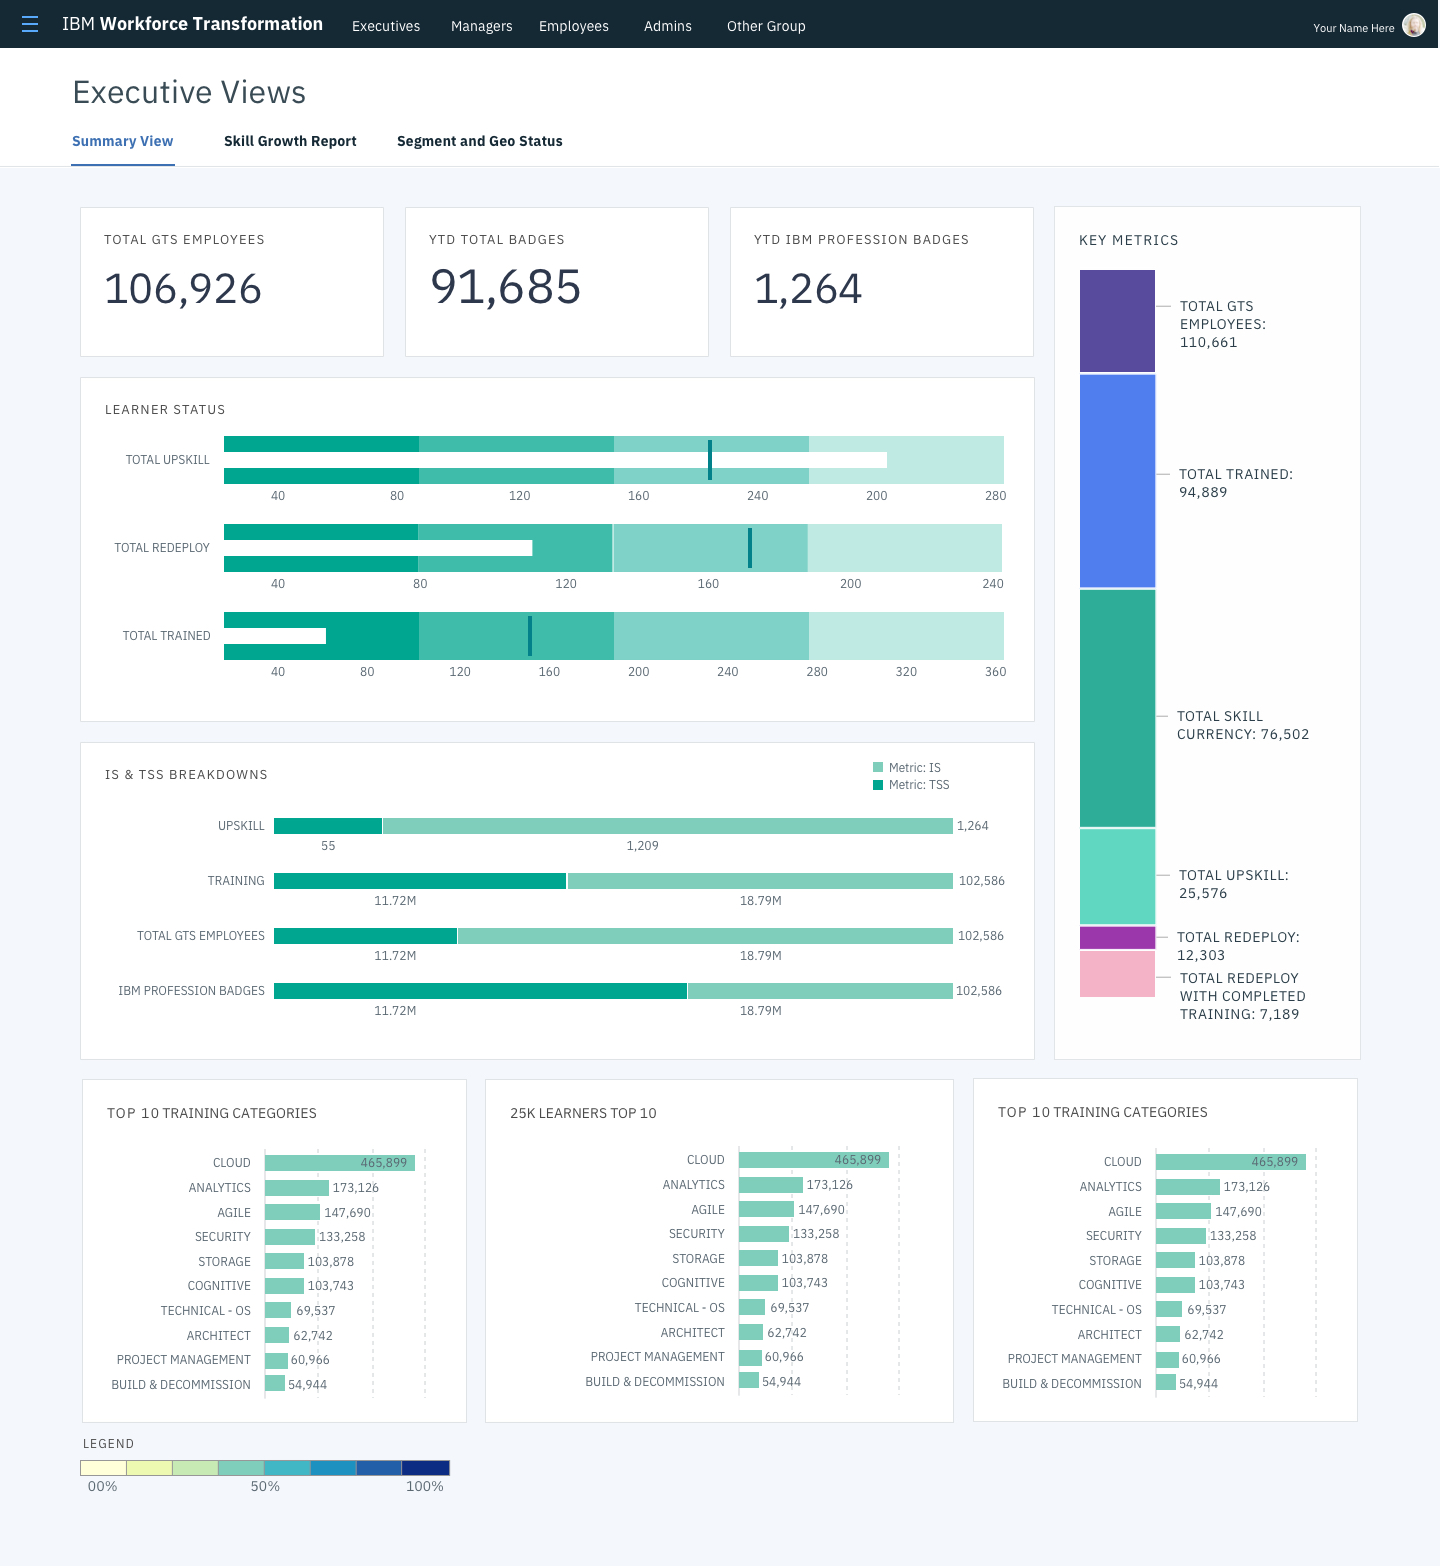 IBM Workforce Transformation
Executives
Managers
Employees
Admins
Other Group
Your Name Here
Executive Views
Summary View
Skill Growth Report
Segment and Geo Status
TOTAL GTS EMPLOYEES
106,926
YTD TOTAL BADGES
91,685
YTD IBM PROFESSION BADGES
1,264
LEARNER STATUS
TOTAL UPSKILL
40 80 120 160 240 200 280
TOTAL REDEPLOY
40 80 120 160 200 240
TOTAL TRAINED
40 80 120 160 200 240 280 320 360
IS & TSS BREAKDOWNS
Metric: IS
Metric: TSS
UPSKILL 1,264
55 1,209
TRAINING 102,586
11.72M 18.79M
TOTAL GTS EMPLOYEES 102,586
11.72M 18.79M
IBM PROFESSION BADGES 102,586
11.72M 18.79M
KEY METRICS
TOTAL GTS
EMPLOYEES:
110,661
TOTAL TRAINED:
94,889
TOTAL SKILL
CURRENCY: 76,502
TOTAL UPSKILL:
25,576
TOTAL REDEPLOY:
12,303
TOTAL REDEPLOY
WITH COMPLETED
TRAINING: 7,189
TOP 10 TRAINING CATEGORIES
CLOUD 465,899
ANALYTICS 173,126
AGILE 147,690
SECURITY 133,258
STORAGE 103,878
COGNITIVE 103,743
TECHNICAL - OS 69,537
ARCHITECT 62,742
PROJECT MANAGEMENT 60,966
BUILD & DECOMMISSION 54,944
25K LEARNERS TOP 10
CLOUD 465,899
ANALYTICS 173,126
AGILE 147,690
SECURITY 133,258
STORAGE 103,878
COGNITIVE 103,743
TECHNICAL - OS 69,537
ARCHITECT 62,742
PROJECT MANAGEMENT 60,966
BUILD & DECOMMISSION 54,944
TOP 10 TRAINING CATEGORIES
CLOUD 465,899
ANALYTICS 173,126
AGILE 147,690
SECURITY 133,258
STORAGE 103,878
COGNITIVE 103,743
TECHNICAL - OS 69,537
ARCHITECT 62,742
PROJECT MANAGEMENT 60,966
BUILD & DECOMMISSION 54,944
LEGEND
00% 50% 100%